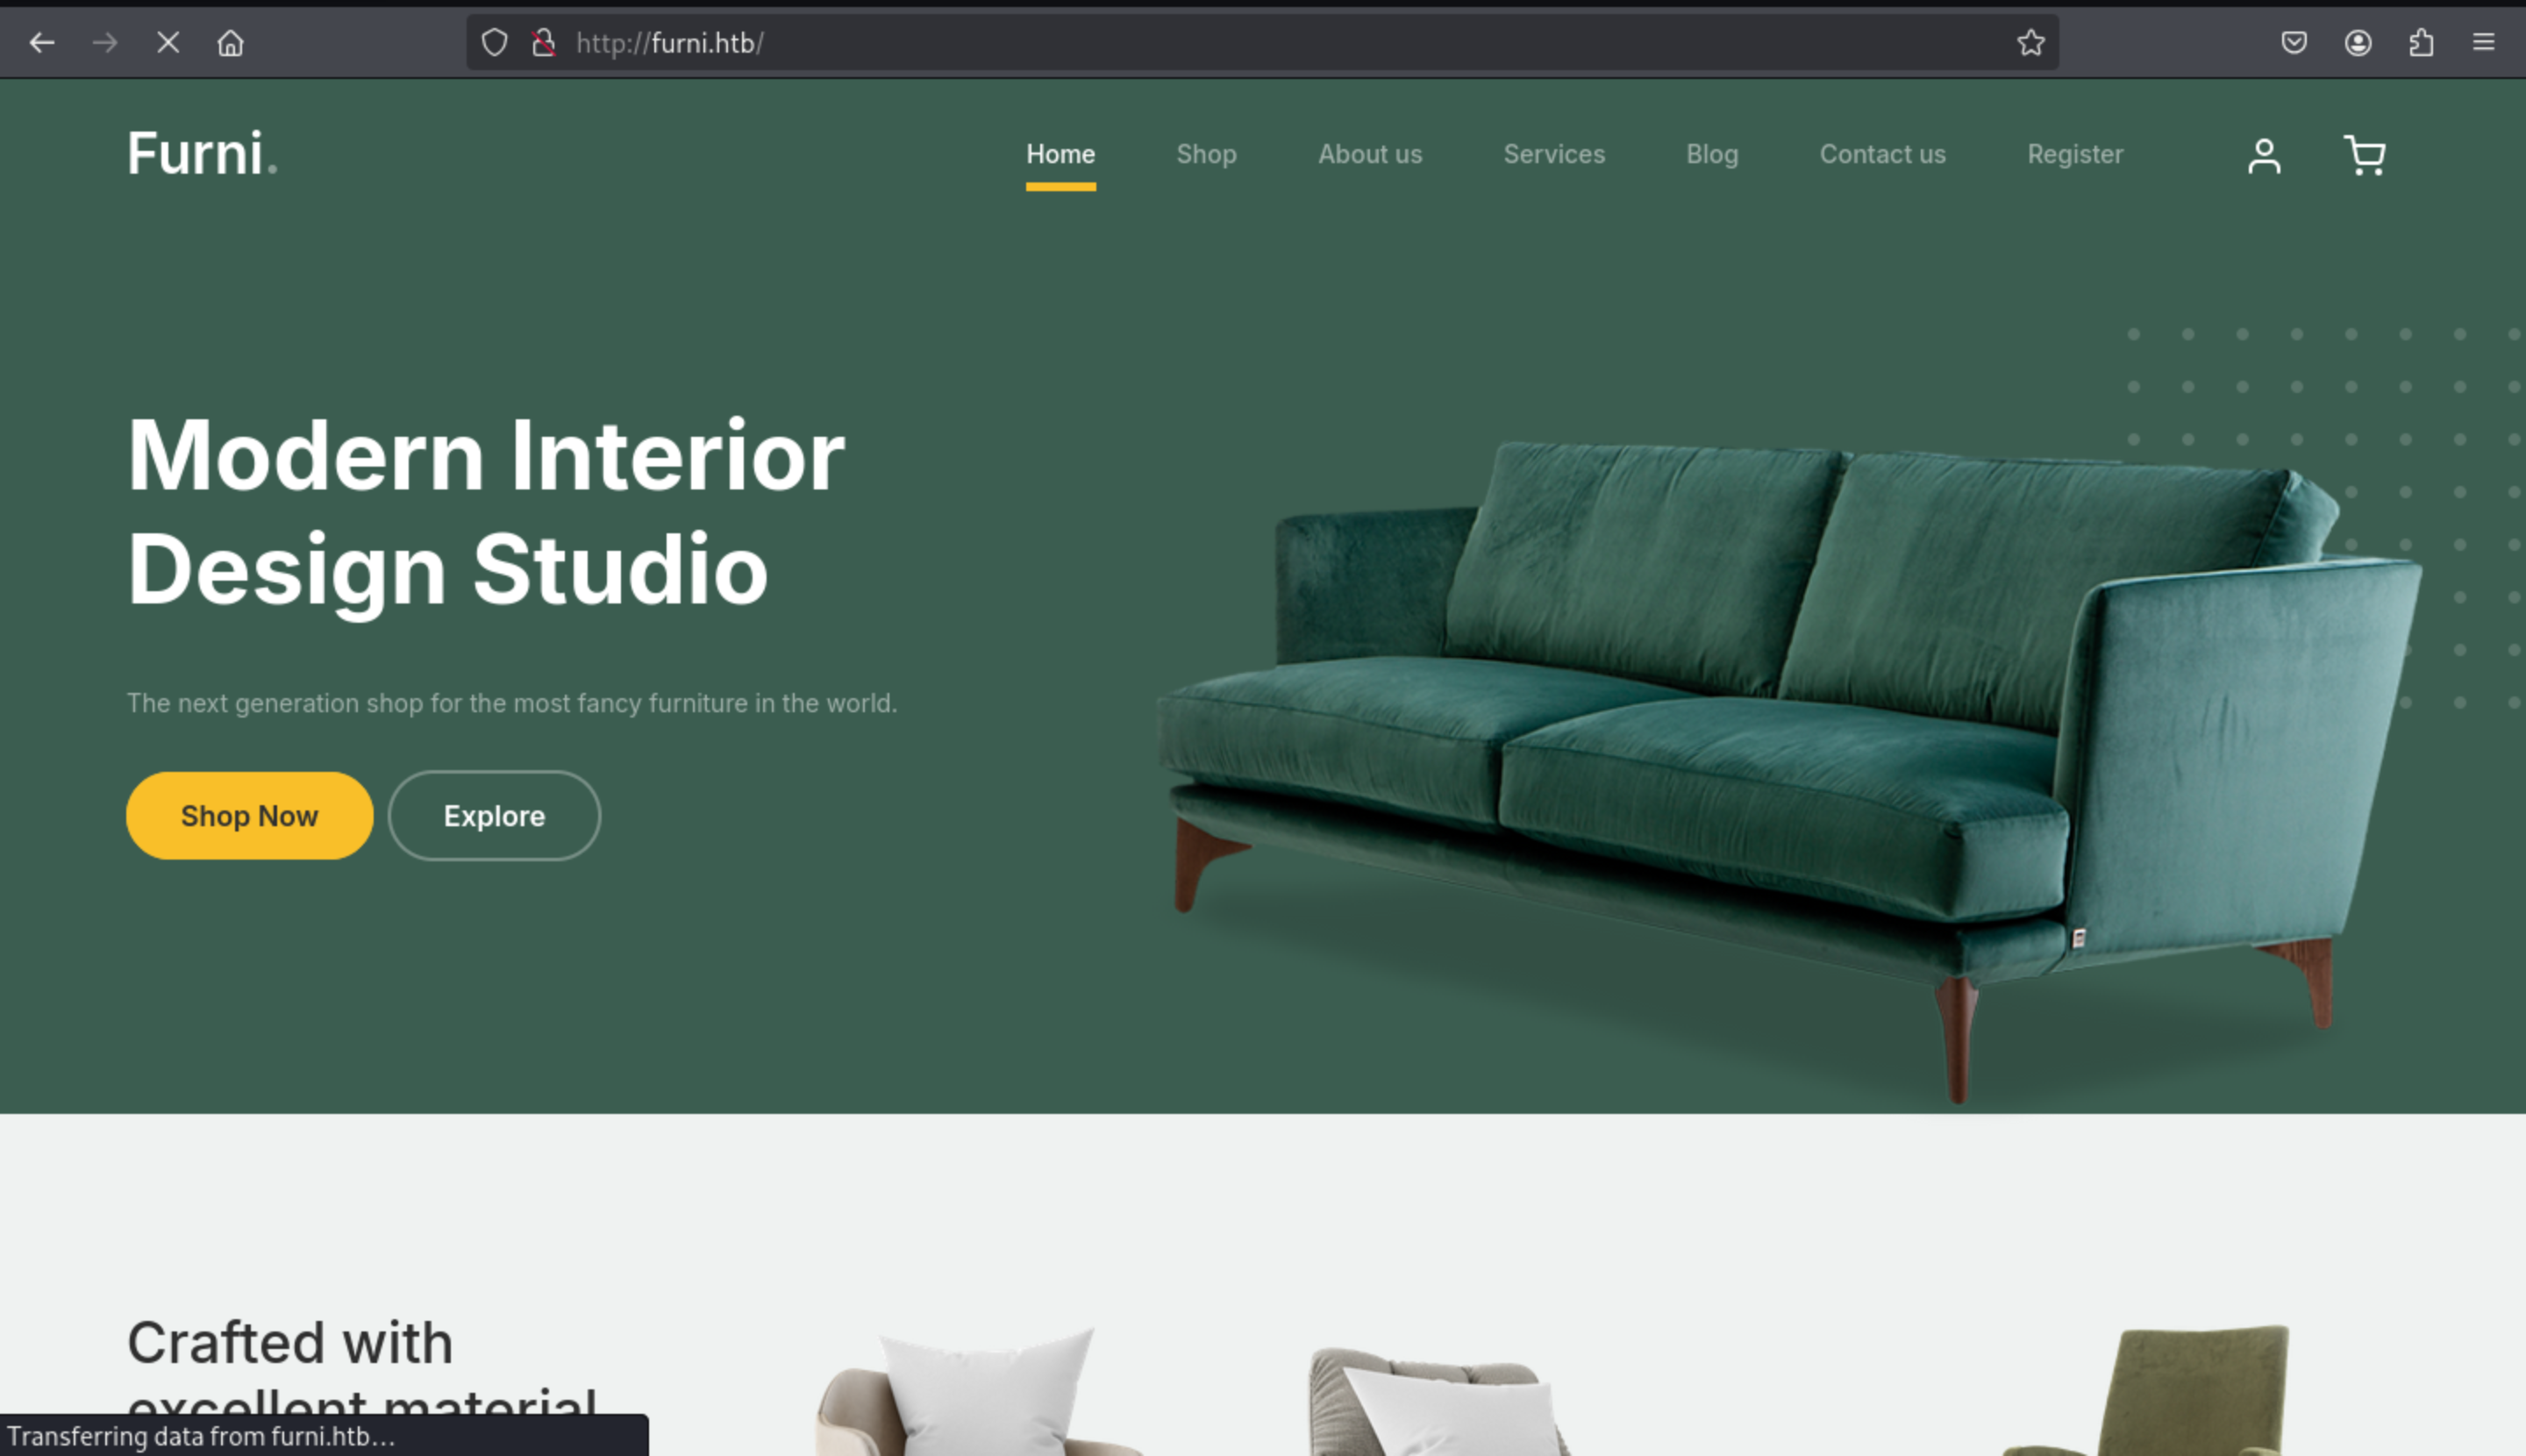 http://furni.htb/
Furni.
Home Shop About us Services Blog Contact us Register
Modern Interior
Design Studio
The next generation shop for the most fancy furniture in the world.
Shop Now Explore
Crafted with
excellent material
Transferring data from furni.htb...